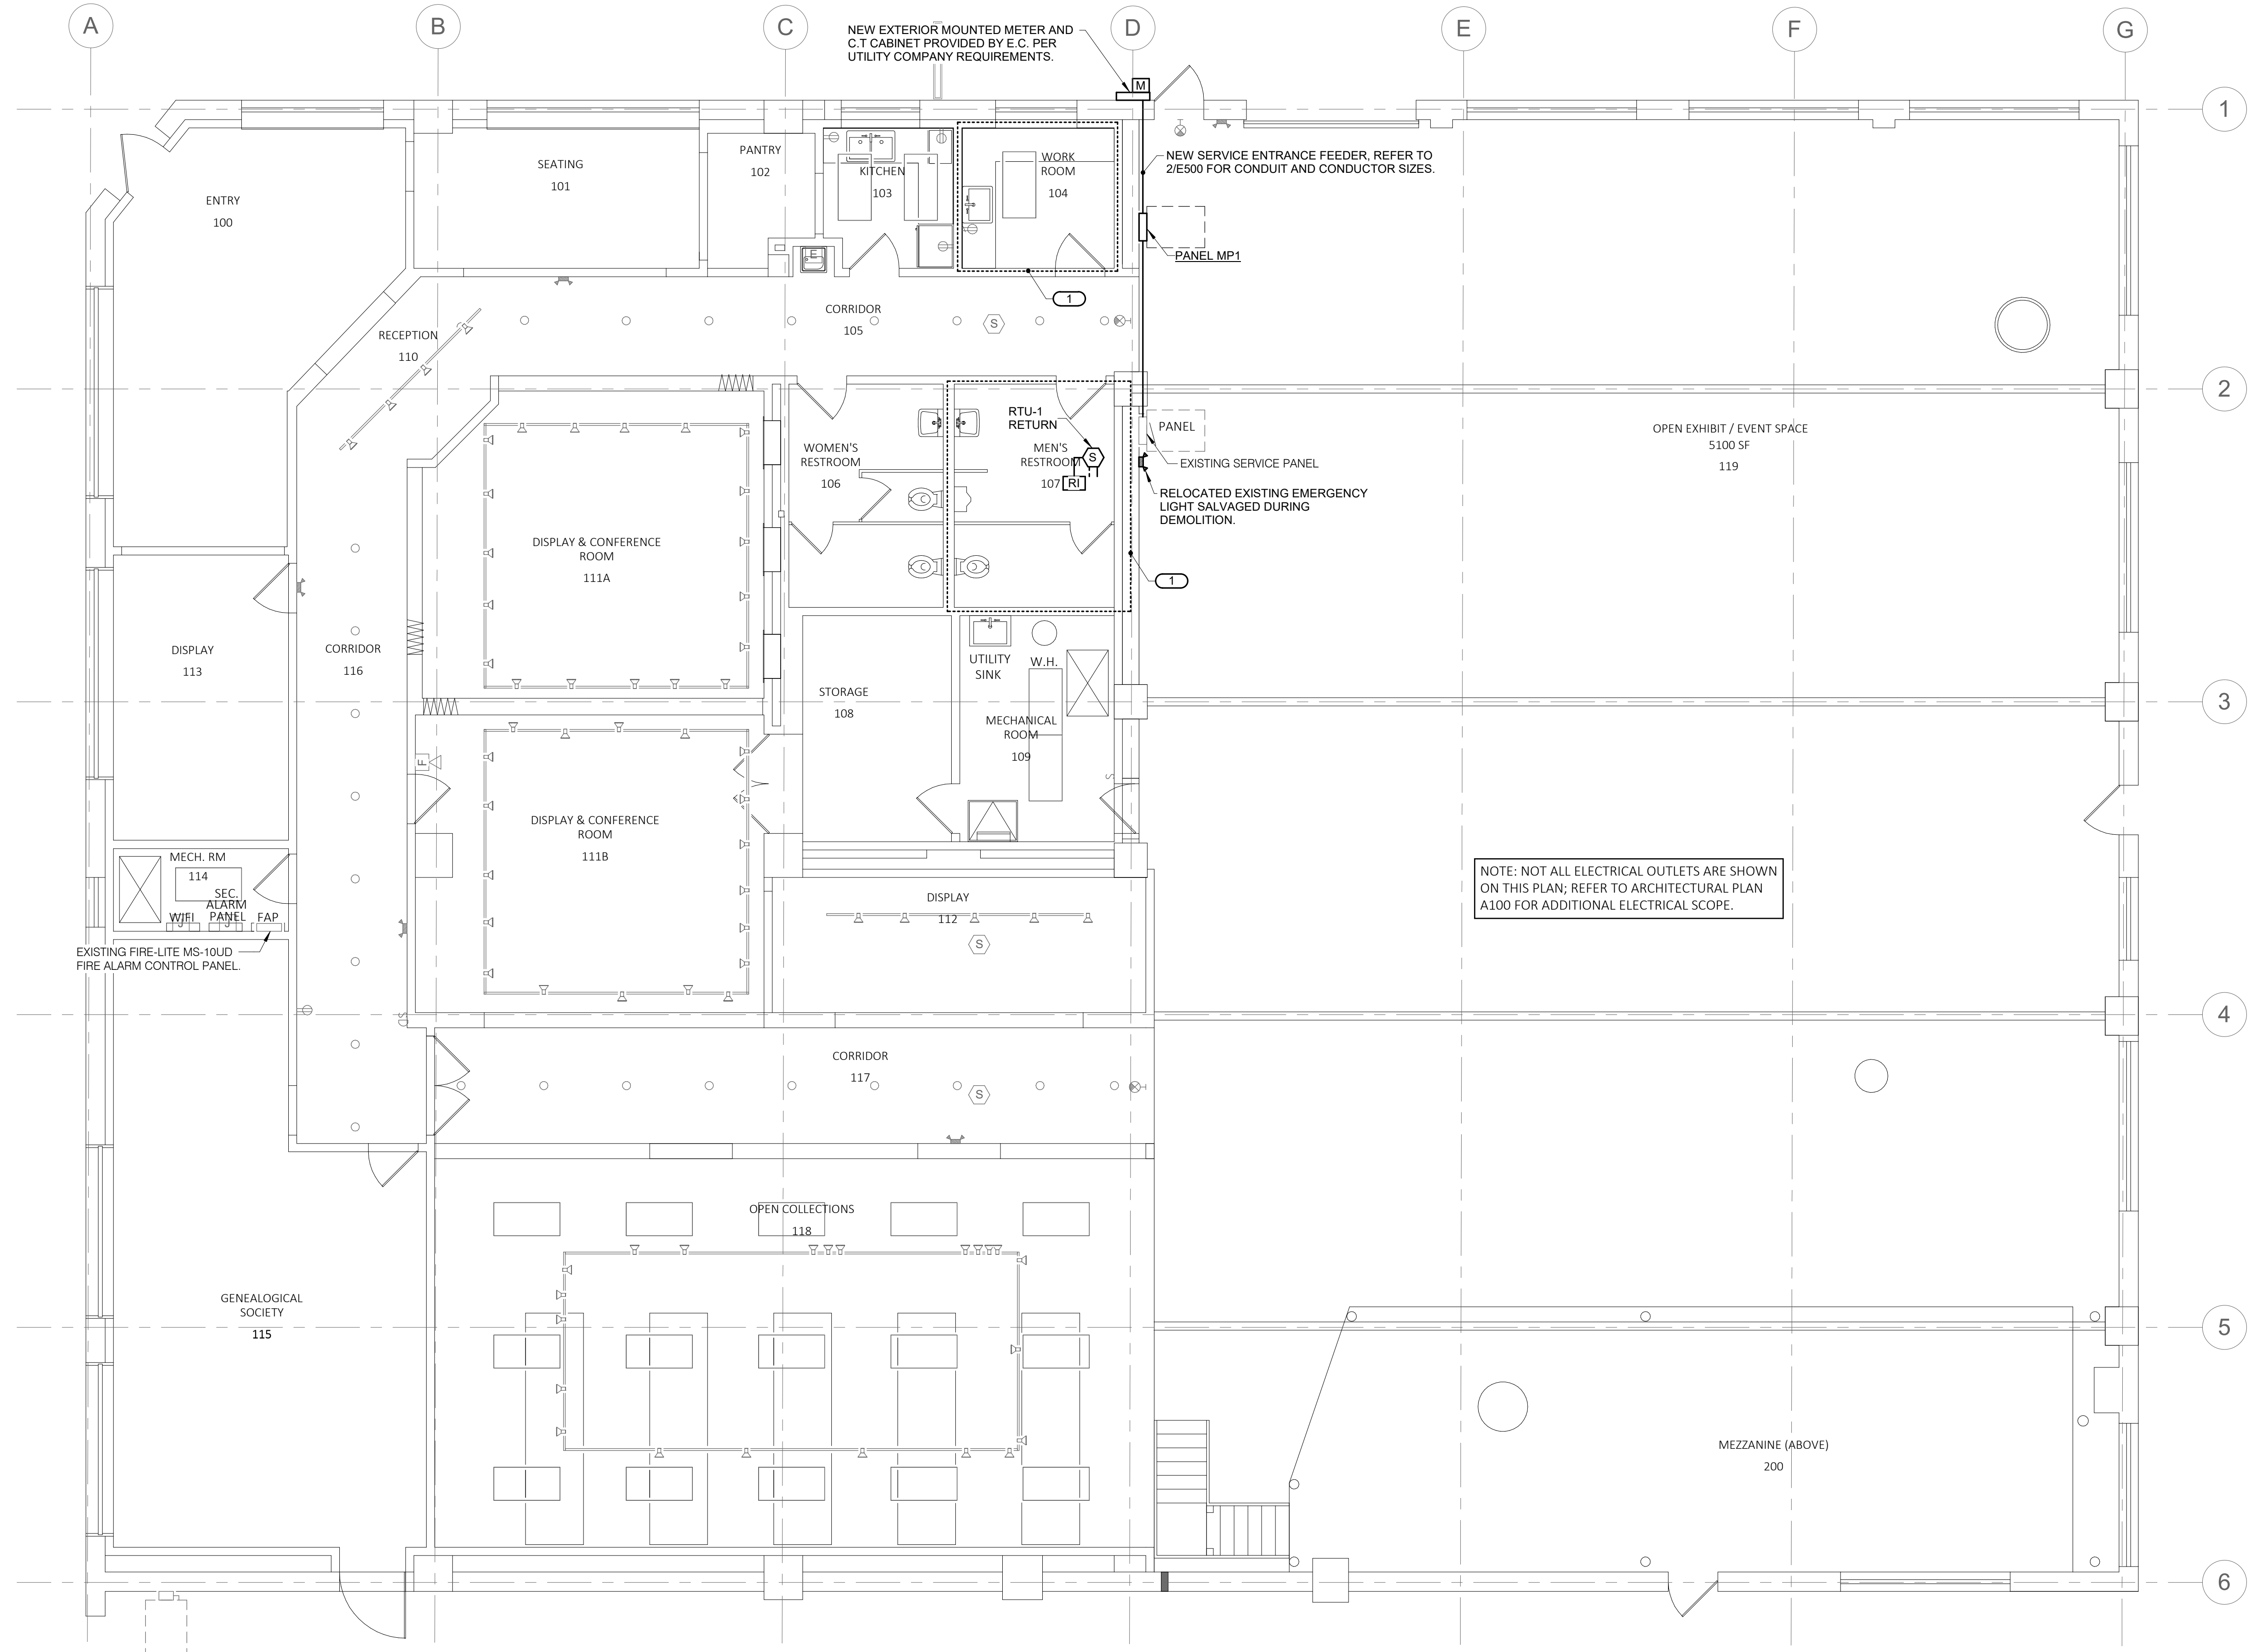 A
B
C
D
E
F
G
NEW EXTERIOR MOUNTED METER AND
C.T CABINET PROVIDED BY E.C. PER
UTILITY COMPANY REQUIREMENTS.
M
1
NEW SERVICE ENTRANCE FEEDER, REFER TO
2/E500 FOR CONDUIT AND CONDUCTOR SIZES.
PANEL MP1
ENTRY
100
SEATING
101
PANTRY
102
KITCHEN
103
WORK
ROOM
104
E
1
CORRIDOR
105
S
RECEPTION
110
2
RTU-1
RETURN
WOMEN'S
RESTROOM
106
MEN'S
RESTROOM
107
S
RI
PANEL
EXISTING SERVICE PANEL
RELOCATED EXISTING EMERGENCY
LIGHT SALVAGED DURING
DEMOLITION.
1
OPEN EXHIBIT / EVENT SPACE
5100 SF
119
DISPLAY & CONFERENCE
ROOM
111A
DISPLAY
113
CORRIDOR
116
STORAGE
108
UTILITY
SINK
W.H.
MECHANICAL
ROOM
109
S
3
F
DISPLAY & CONFERENCE
ROOM
111B
MECH. RM
114
SEC.
ALARM
PANEL
WIFI
FAP
J
J
EXISTING FIRE-LITE MS-10UD
FIRE ALARM CONTROL PANEL.
DISPLAY
112
S
NOTE: NOT ALL ELECTRICAL OUTLETS ARE SHOWN
ON THIS PLAN; REFER TO ARCHITECTURAL PLAN
A100 FOR ADDITIONAL ELECTRICAL SCOPE.
SD
4
CORRIDOR
117
S
OPEN COLLECTIONS
118
GENEALOGICAL
SOCIETY
115
5
MEZZANINE (ABOVE)
200
6